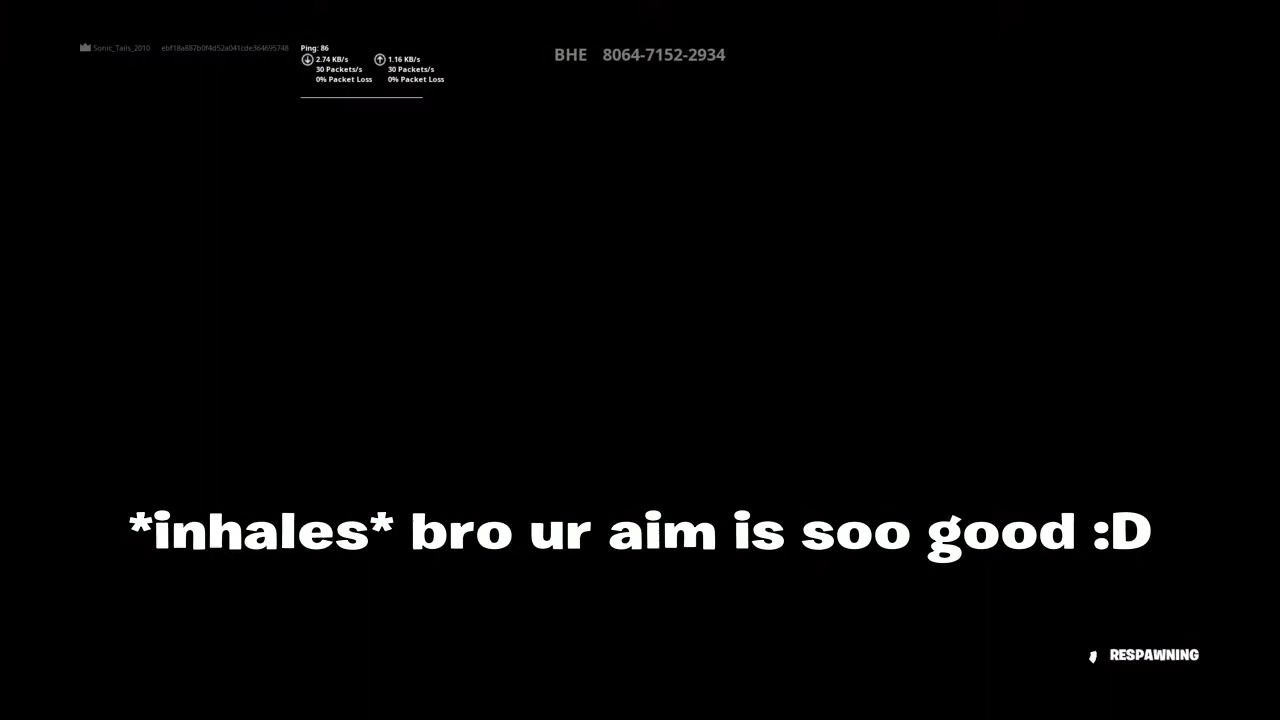 Sonic_Tails_2010 ebf18a887b0f4d52a041cde364695748
Ping: 86
2.74 KB/s 1.16 KB/s
30 Packets/s 30 Packets/s
0% Packet Loss 0% Packet Loss
BHE 8064-7152-2934
*inhales* bro ur aim is soo good :D
RESPAWNING